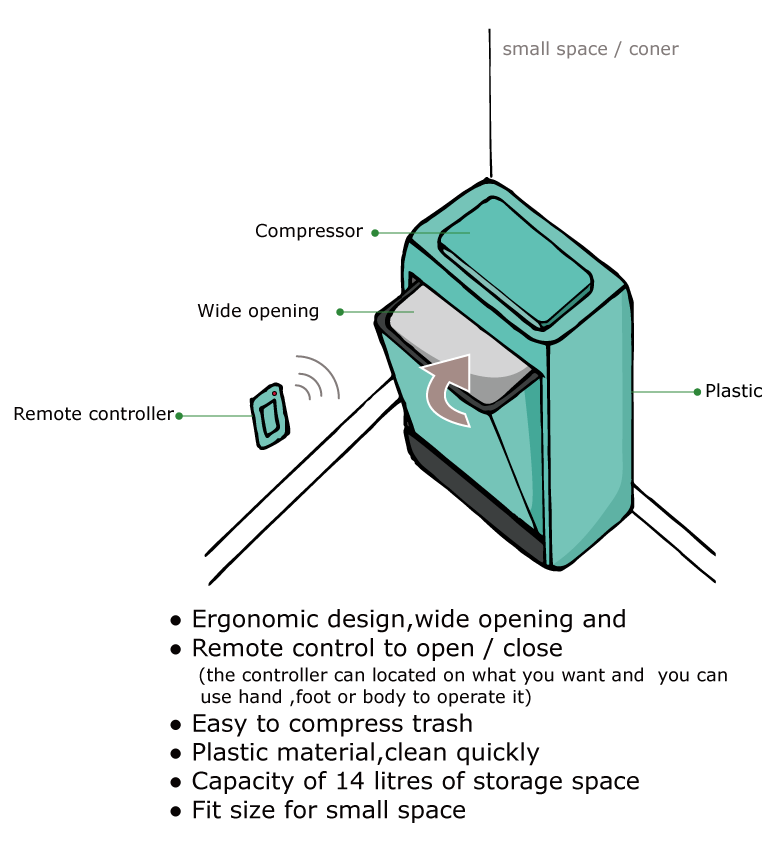 small space / coner
Compressor
Wide opening
Plastic
Remote controller
● Ergonomic design,wide opening and
● Remote control to open / close
(the controller can located on what you want and you can
use hand ,foot or body to operate it)
● Easy to compress trash
● Plastic material,clean quickly
● Capacity of 14 litres of storage space
● Fit size for small space